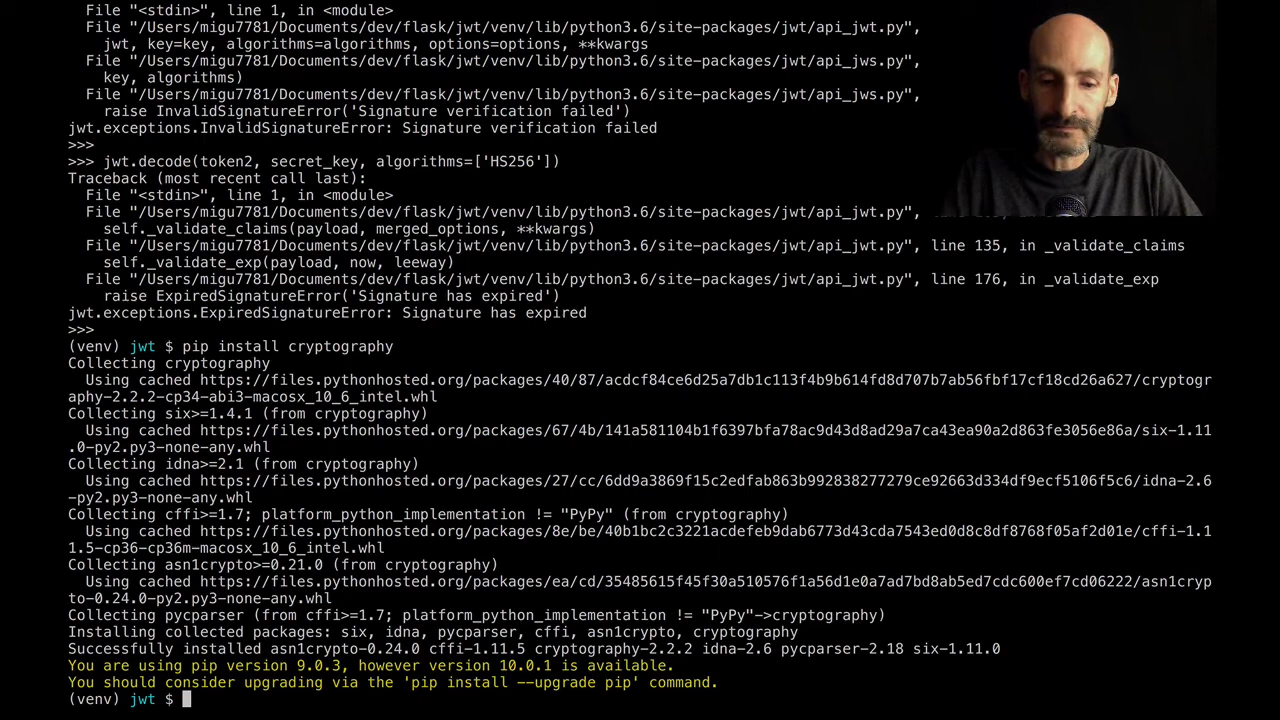 File "<stdin>", line 1, in <module>
File "/Users/migu7781/Documents/dev/flask/jwt/venv/lib/python3.6/site-packages/jwt/api_jwt.py",
jwt, key=key, algorithms=algorithms, options=options, **kwargs
File "/Users/migu7781/Documents/dev/flask/jwt/venv/lib/python3.6/site-packages/jwt/api_jws.py",
key, algorithms)
File "/Users/migu7781/Documents/dev/flask/jwt/venv/lib/python3.6/site-packages/jwt/api_jws.py",
raise InvalidSignatureError('Signature verification failed')
jwt.exceptions.InvalidSignatureError: Signature verification failed
>>>
>>> jwt.decode(token2, secret_key, algorithms=['HS256'])
Traceback (most recent call last):
File "<stdin>", line 1, in <module>
File "/Users/migu7781/Documents/dev/flask/jwt/venv/lib/python3.6/site-packages/jwt/api_jwt.py",
self._validate_claims(payload, merged_options, **kwargs)
File "/Users/migu7781/Documents/dev/flask/jwt/venv/lib/python3.6/site-packages/jwt/api_jwt.py", line 135, in _validate_claims
self._validate_exp(payload, now, leeway)
File "/Users/migu7781/Documents/dev/flask/jwt/venv/lib/python3.6/site-packages/jwt/api_jwt.py", line 176, in _validate_exp
raise ExpiredSignatureError('Signature has expired')
jwt.exceptions.ExpiredSignatureError: Signature has expired
>>>
(venv) jwt $ pip install cryptography
Collecting cryptography
Using cached https://files.pythonhosted.org/packages/40/87/acdcf84ce6d25a7db1c113f4b9b614fd8d707b7ab56fbf17cf18cd26a627/cryptogr
aphy-2.2.2-cp34-abi3-macosx_10_6_intel.whl
Collecting six>=1.4.1 (from cryptography)
Using cached https://files.pythonhosted.org/packages/67/4b/141a581104b1f6397bfa78ac9d43d8ad29a7ca43ea90a2d863fe3056e86a/six-1.11
.0-py2.py3-none-any.whl
Collecting idna>=2.1 (from cryptography)
Using cached https://files.pythonhosted.org/packages/27/cc/6dd9a3869f15c2edfab863b992838277279ce92663d334df9ecf5106f5c6/idna-2.6
-py2.py3-none-any.whl
Collecting cffi>=1.7; platform_python_implementation != "PyPy" (from cryptography)
Using cached https://files.pythonhosted.org/packages/8e/be/40b1bc2c3221acdefeb9dab6773d43cda7543ed0d8c8df8768f05af2d01e/cffi-1.1
1.5-cp36-cp36m-macosx_10_6_intel.whl
Collecting asn1crypto>=0.21.0 (from cryptography)
Using cached https://files.pythonhosted.org/packages/ea/cd/35485615f45f30a510576f1a56d1e0a7ad7bd8ab5ed7cdc600ef7cd06222/asn1cryp
to-0.24.0-py2.py3-none-any.whl
Collecting pycparser (from cffi>=1.7; platform_python_implementation != "PyPy"->cryptography)
Installing collected packages: six, idna, pycparser, cffi, asn1crypto, cryptography
Successfully installed asn1crypto-0.24.0 cffi-1.11.5 cryptography-2.2.2 idna-2.6 pycparser-2.18 six-1.11.0
You are using pip version 9.0.3, however version 10.0.1 is available.
You should consider upgrading via the 'pip install --upgrade pip' command.
(venv) jwt $